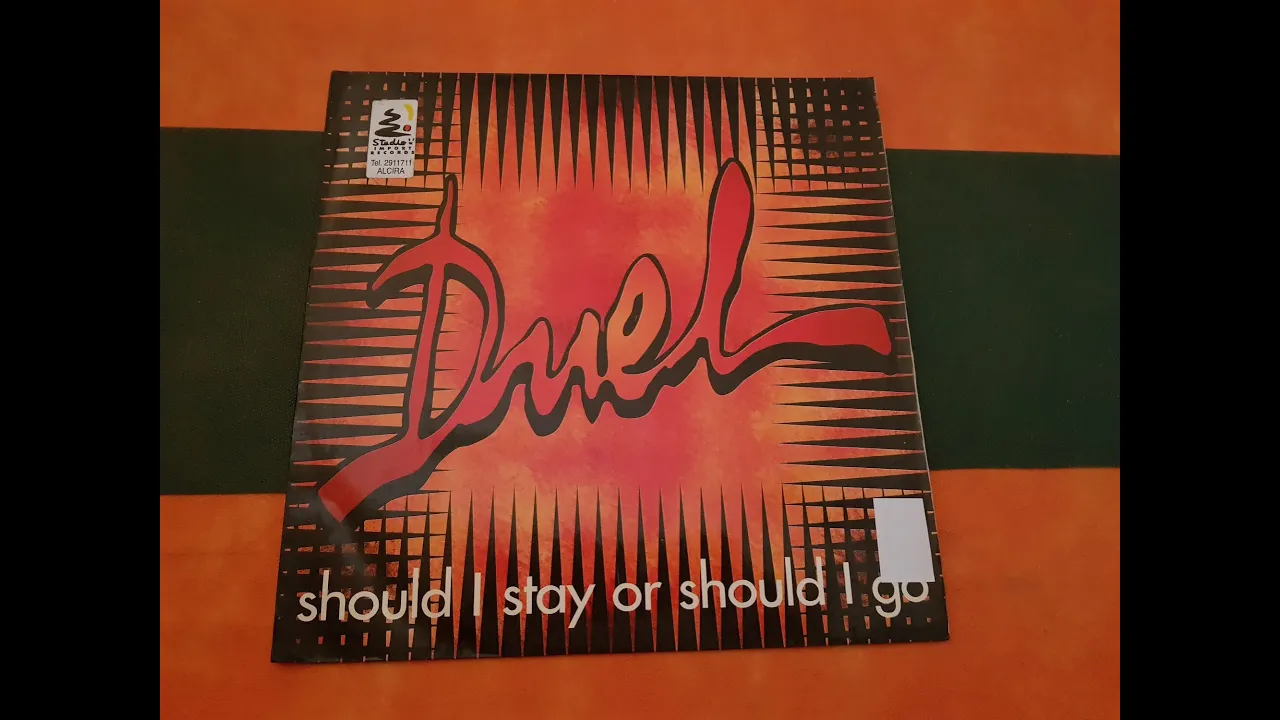 Studio
IMPORT
RECORDS
Tel. 2911711
ALCIRA
Duel
should I stay or should I go